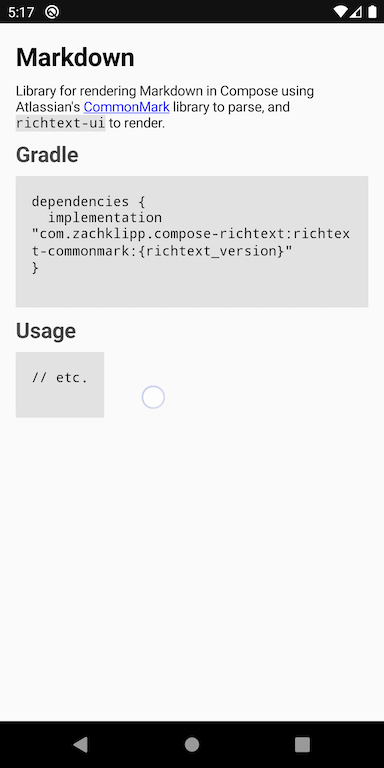 5:17
Markdown
Library for rendering Markdown in Compose using
Atlassian's CommonMark library to parse, and
richtext-ui to render.
Gradle
dependencies {
  implementation
"com.zachklipp.compose-richtext:richtex
t-commonmark:{richtext_version}"
}
Usage
// etc.